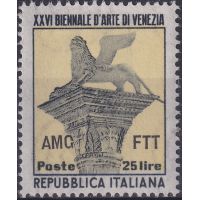 XXVI BIENNALE D'ARTE DI VENEZIA
AMG FTT
Poste 25 lire
REPUBBLICA ITALIANA